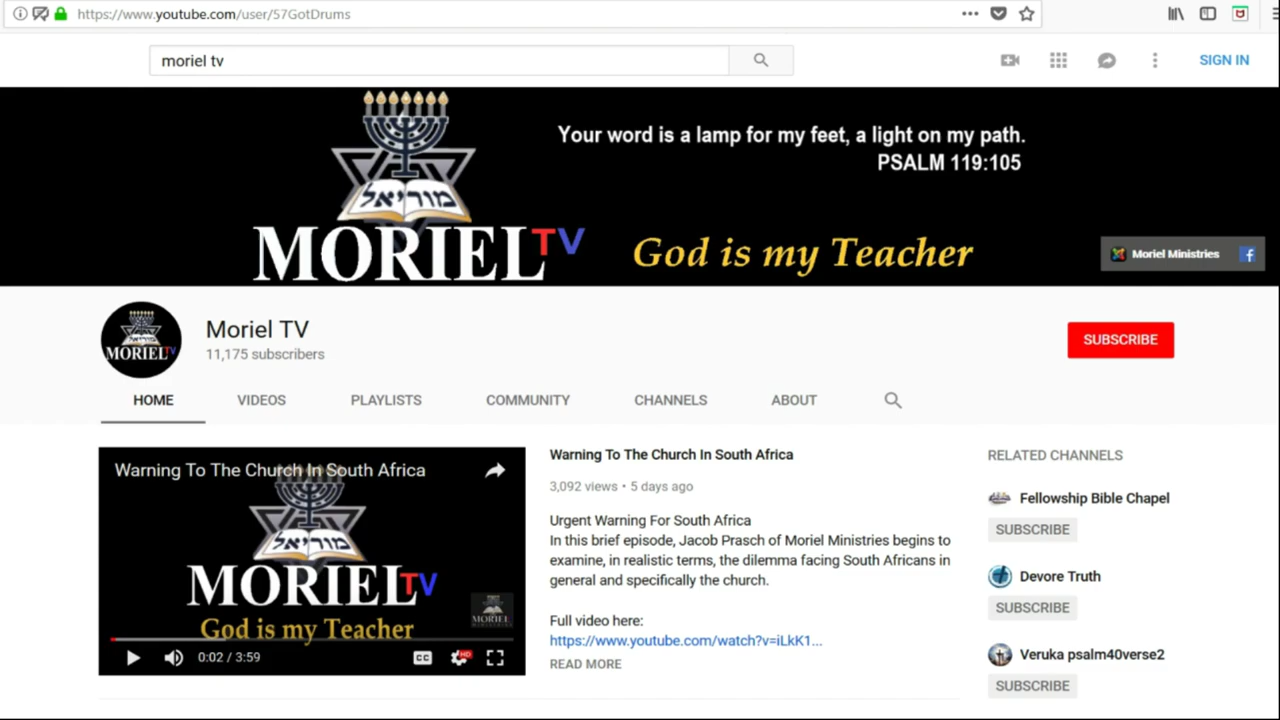 https://www.youtube.com/user/57GotDrums
moriel tv
SIGN IN
Your word is a lamp for my feet, a light on my path.
PSALM 119:105
מוריאל
MORIELTV
God is my Teacher
Moriel Ministries
MORIELTV
Moriel TV
11,175 subscribers
SUBSCRIBE
HOME
VIDEOS
PLAYLISTS
COMMUNITY
CHANNELS
ABOUT
Warning To The Church In South Africa
מוריאל
MORIELTV
God is my Teacher
MORIEL
0:02 / 3:59
CC
HD
Warning To The Church In South Africa
3,092 views • 5 days ago
Urgent Warning For South Africa
In this brief episode, Jacob Prasch of Moriel Ministries begins to
examine, in realistic terms, the dilemma facing South Africans in
general and specifically the church.
Full video here:
https://www.youtube.com/watch?v=iLkK1...
READ MORE
RELATED CHANNELS
Fellowship Bible Chapel
SUBSCRIBE
Devore Truth
SUBSCRIBE
Veruka psalm40verse2
SUBSCRIBE